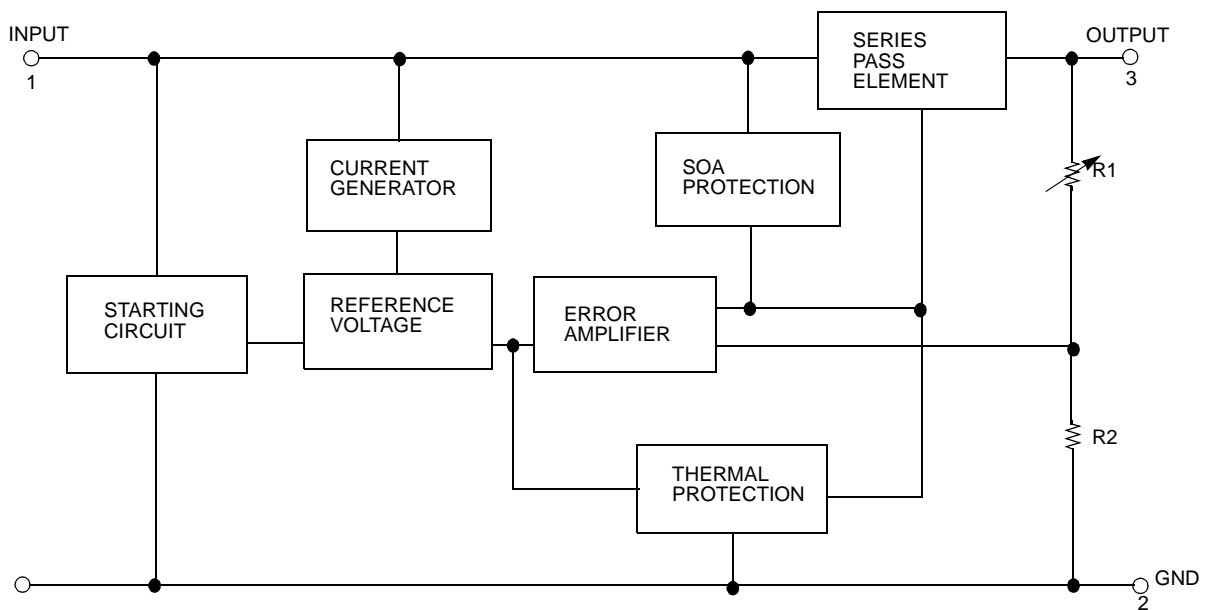 INPUT
1
SERIES
PASS
ELEMENT
OUTPUT
3
CURRENT
GENERATOR
SOA
PROTECTION
R1
STARTING
CIRCUIT
REFERENCE
VOLTAGE
ERROR
AMPLIFIER
R2
THERMAL
PROTECTION
GND
2